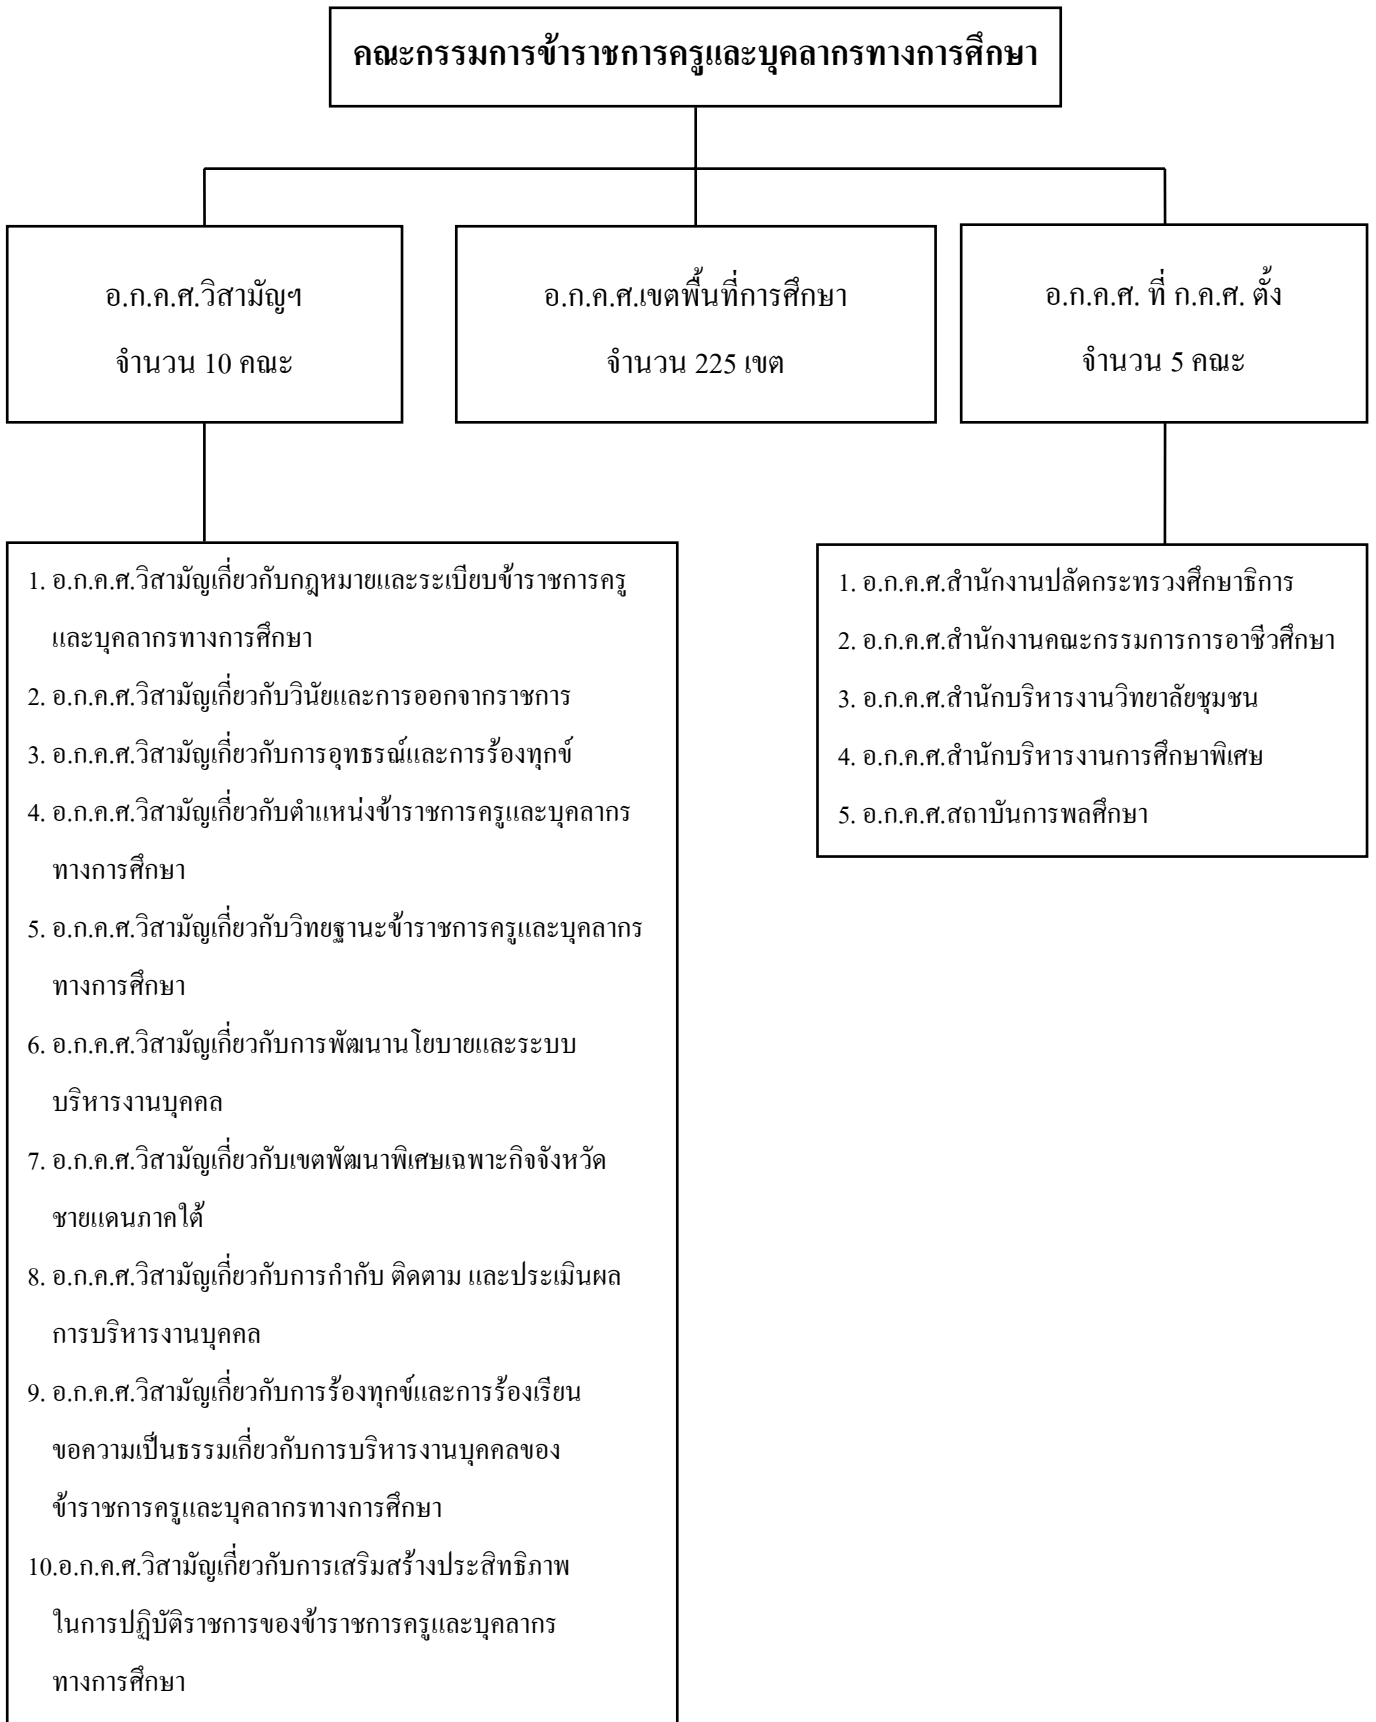 คณะกรรมการข้าราชการครูและบุคลากรทางการศึกษา
อ.ก.ค.ศ.วิสามัญฯ
จำนวน 10 คณะ
อ.ก.ค.ศ.เขตพื้นที่การศึกษา
จำนวน 225 เขต
อ.ก.ค.ศ. ที่ ก.ค.ศ. ตั้ง
จำนวน 5 คณะ
1. อ.ก.ค.ศ.วิสามัญเกี่ยวกับกฎหมายและระเบียบข้าราชการครู
และบุคลากรทางการศึกษา
2. อ.ก.ค.ศ.วิสามัญเกี่ยวกับวินัยและการออกจากราชการ
3. อ.ก.ค.ศ.วิสามัญเกี่ยวกับการอุทธรณ์และการร้องทุกข์
4. อ.ก.ค.ศ.วิสามัญเกี่ยวกับตำแหน่งข้าราชการครูและบุคลากร
ทางการศึกษา
5. อ.ก.ค.ศ.วิสามัญเกี่ยวกับวิทยฐานะข้าราชการครูและบุคลากร
ทางการศึกษา
6. อ.ก.ค.ศ.วิสามัญเกี่ยวกับการพัฒนานโยบายและระบบ
บริหารงานบุคคล
7. อ.ก.ค.ศ.วิสามัญเกี่ยวกับเขตพัฒนาพิเศษเฉพาะกิจจังหวัด
ชายแดนภาคใต้
8. อ.ก.ค.ศ.วิสามัญเกี่ยวกับการกำกับ ติดตาม และประเมินผล
การบริหารงานบุคคล
9. อ.ก.ค.ศ.วิสามัญเกี่ยวกับการร้องทุกข์และการร้องเรียน
ขอความเป็นธรรมเกี่ยวกับการบริหารงานบุคคลของ
ข้าราชการครูและบุคลากรทางการศึกษา
10.อ.ก.ค.ศ.วิสามัญเกี่ยวกับการเสริมสร้างประสิทธิภาพ
ในการปฏิบัติราชการของข้าราชการครูและบุคลากร
ทางการศึกษา
1. อ.ก.ค.ศ.สำนักงานปลัดกระทรวงศึกษาธิการ
2. อ.ก.ค.ศ.สำนักงานคณะกรรมการการอาชีวศึกษา
3. อ.ก.ค.ศ.สำนักบริหารงานวิทยาลัยชุมชน
4. อ.ก.ค.ศ.สำนักบริหารงานการศึกษาพิเศษ
5. อ.ก.ค.ศ.สถาบันการพลศึกษา